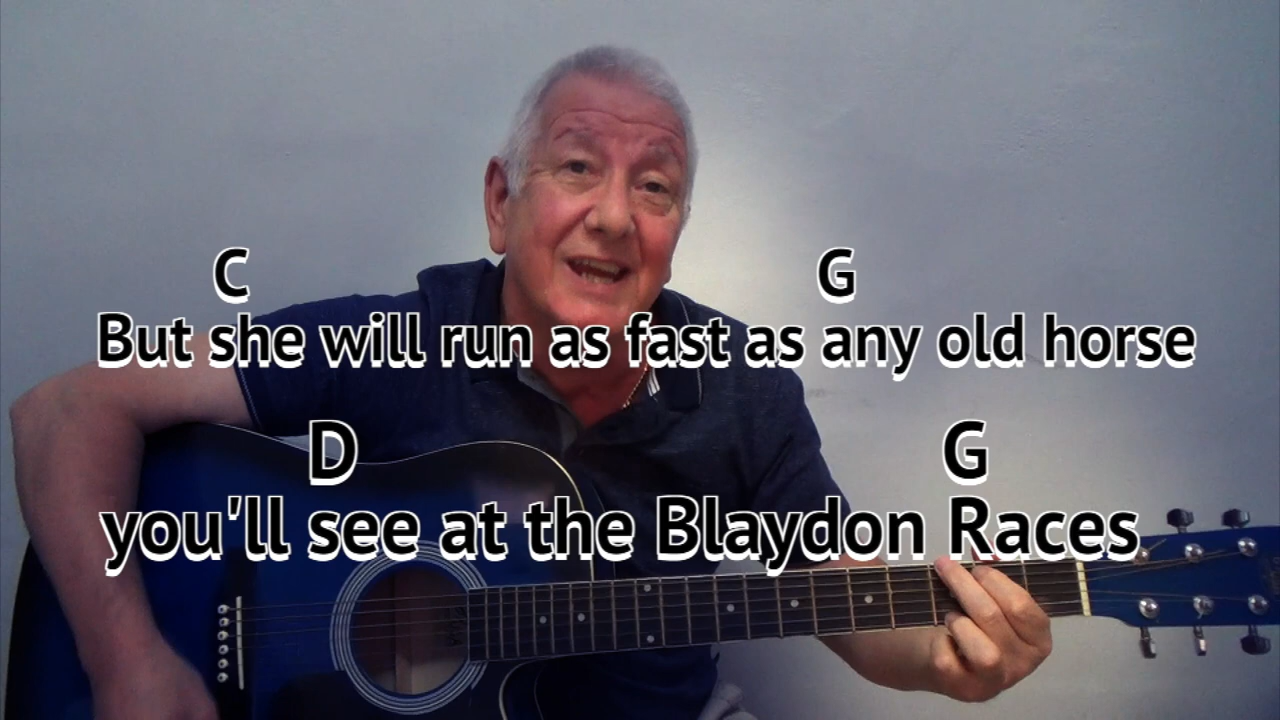 C G
But she will run as fast as any old horse
D G
you'll see at the Blaydon Races